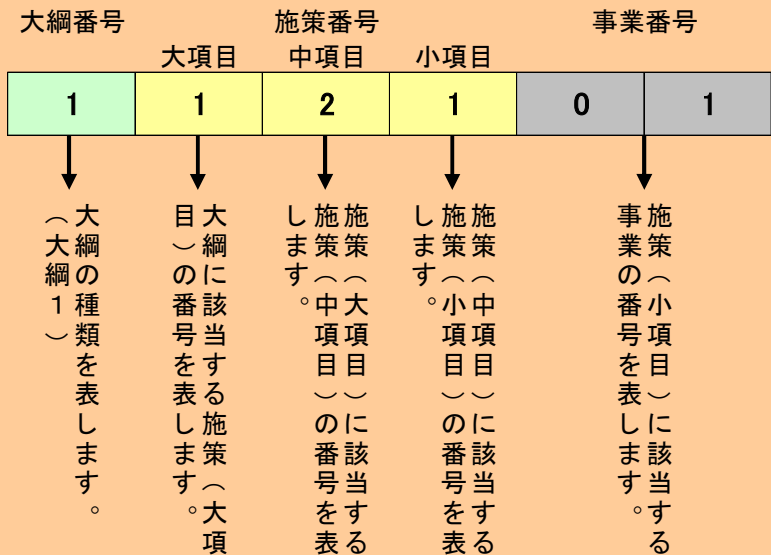 大綱番号
施策番号
事業番号
大項目
中項目
小項目
1
1
2
1
0
1
大綱の種類を表します。
（大綱１）
大綱に該当する施策（大項
目）の番号を表します。
施策（大項目）に該当する
施策（中項目）の番号を表
します。
施策（中項目）に該当する
施策（小項目）の番号を表
します。
施策（小項目）に該当する
事業の番号を表します。